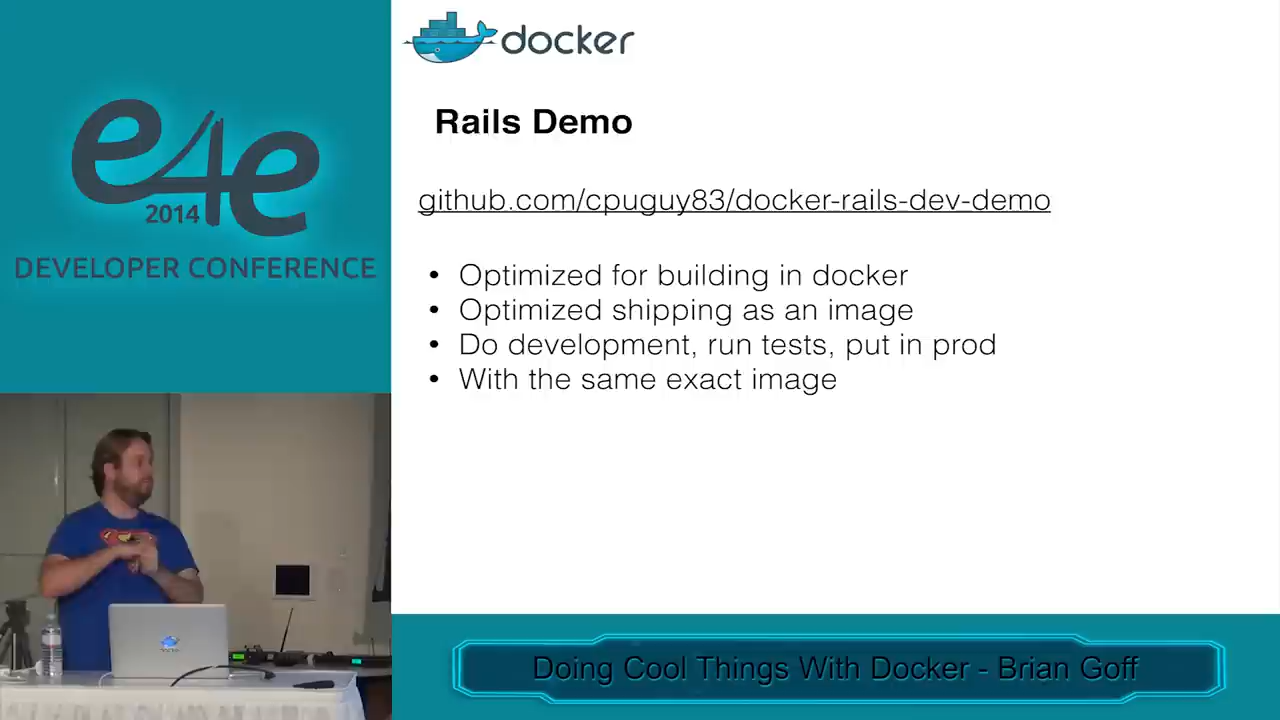 docker
Rails Demo
github.com/cpuguy83/docker-rails-dev-demo
• Optimized for building in docker
• Optimized shipping as an image
• Do development, run tests, put in prod
• With the same exact image
e4e
2014
DEVELOPER CONFERENCE
Doing Cool Things With Docker - Brian Goff